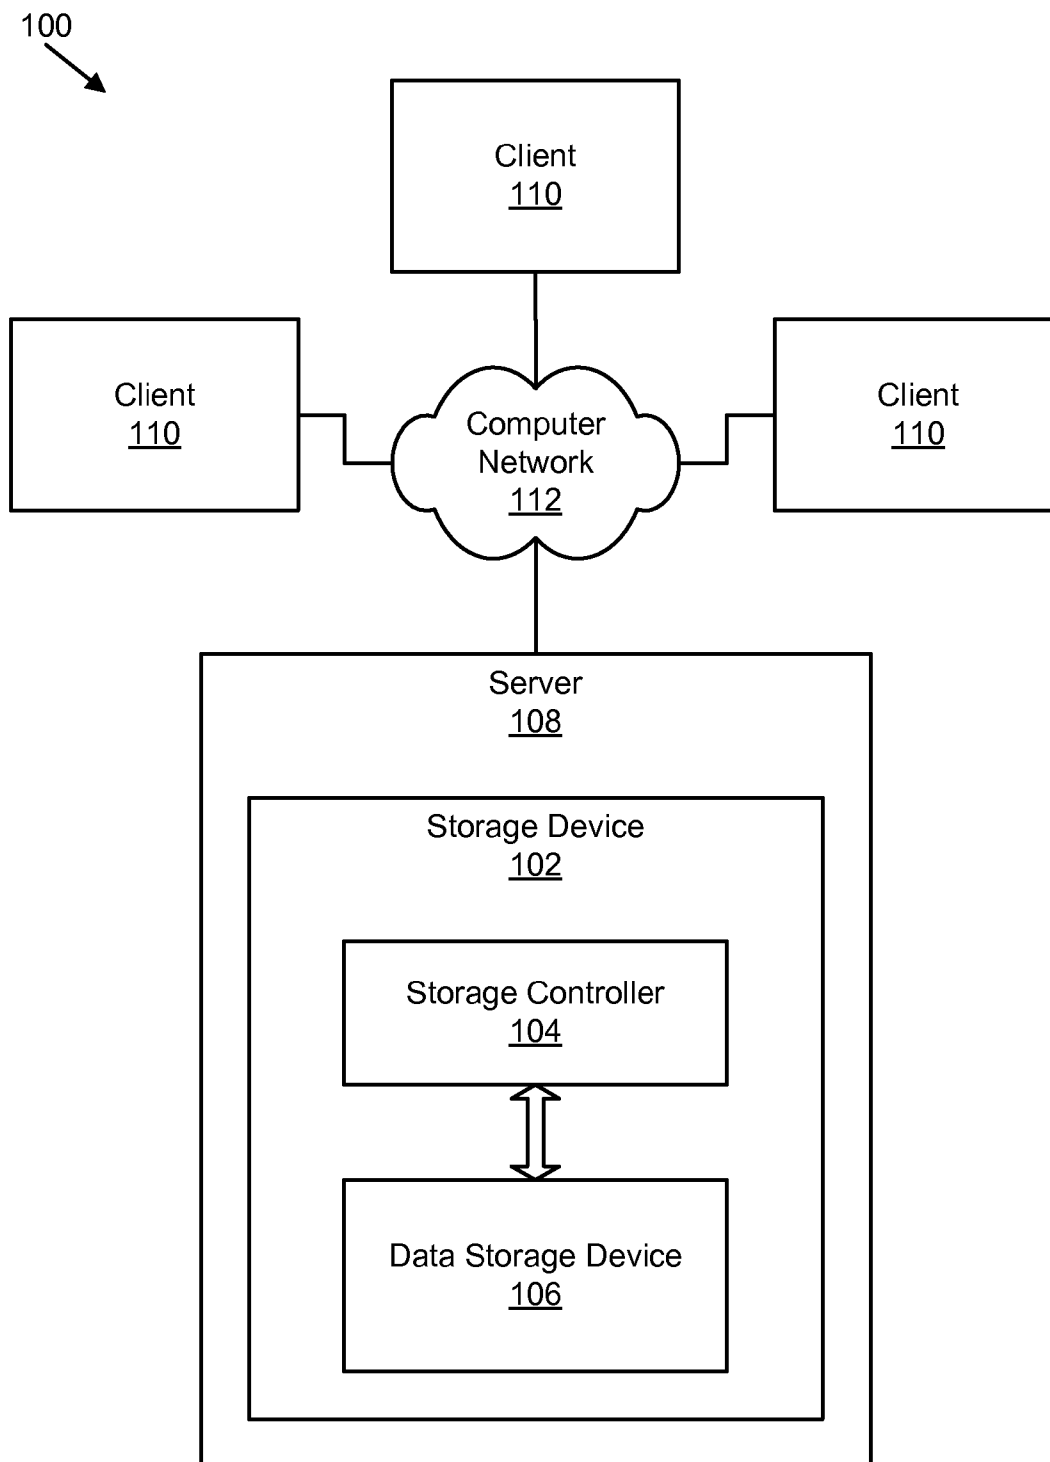 100
Client
110
Client
110
Client
110
Computer
Network
112
Server
108
Storage Device
102
Storage Controller
104
Data Storage Device
106